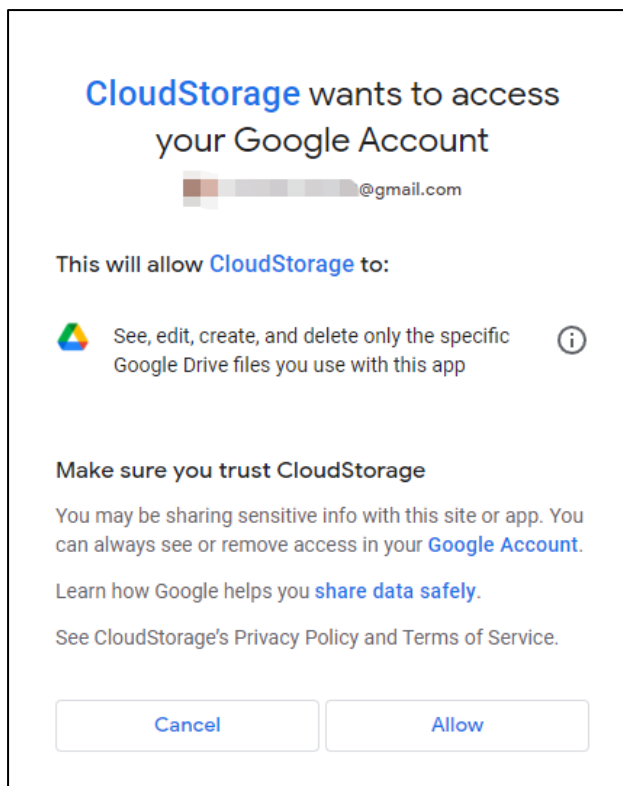 CloudStorage wants to access
your Google Account
@gmail.com
This will allow CloudStorage to:
See, edit, create, and delete only the specific
Google Drive files you use with this app
Make sure you trust CloudStorage
You may be sharing sensitive info with this site or app. You
can always see or remove access in your Google Account.
Learn how Google helps you share data safely.
See CloudStorage's Privacy Policy and Terms of Service.
Cancel
Allow